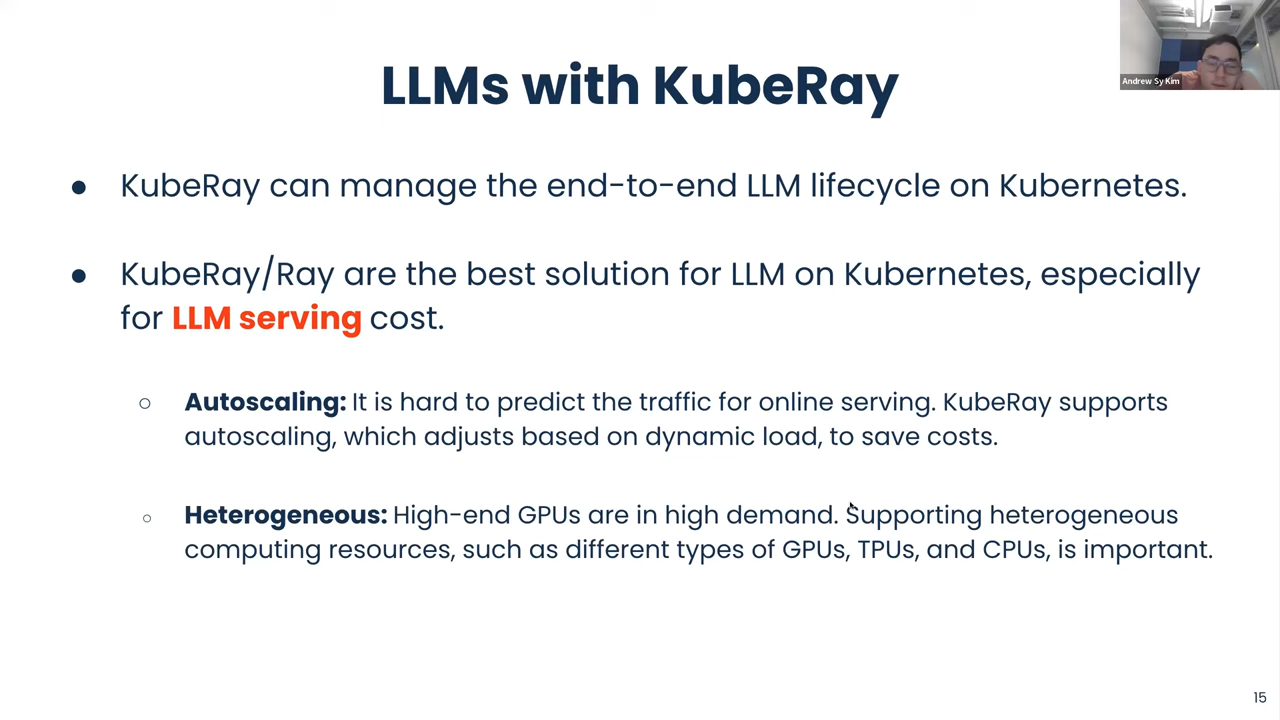 Andrew Sy Kim
LLMs with KubeRay
● KubeRay can manage the end-to-end LLM lifecycle on Kubernetes.
● KubeRay/Ray are the best solution for LLM on Kubernetes, especially
for LLM serving cost.
○ Autoscaling: It is hard to predict the traffic for online serving. KubeRay supports
autoscaling, which adjusts based on dynamic load, to save costs.
○ Heterogeneous: High-end GPUs are in high demand. Supporting heterogeneous
computing resources, such as different types of GPUs, TPUs, and CPUs, is important.
15